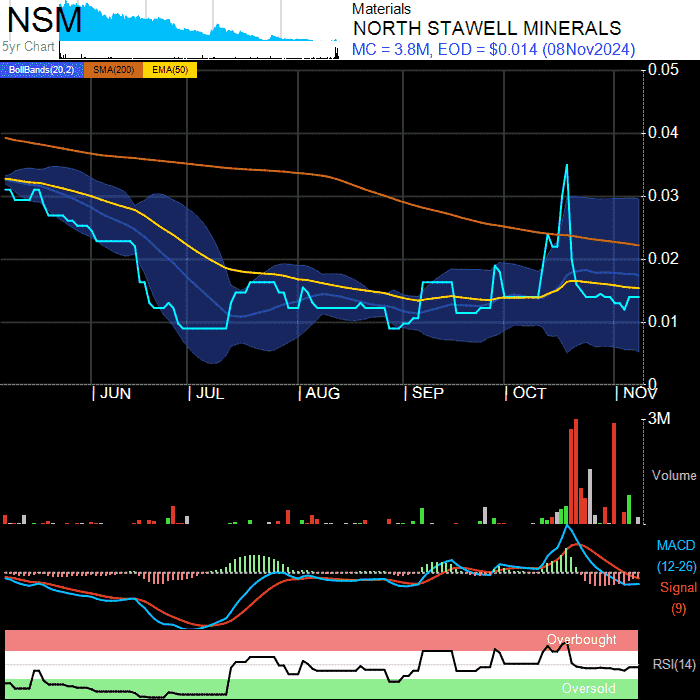 NSM
5yr Chart
Materials
NORTH STAWELL MINERALS
MC = 3.8M, EOD = $0.014 (08Nov2024)
BollBands(20,2) SMA(200) EMA(50)
0.05
0.04
0.03
0.02
0.01
0
| JUN | JUL | AUG | SEP | OCT | NOV
3M
Volume
MACD
(12-26)
Signal
(9)
Overbought
RSI(14)
Oversold